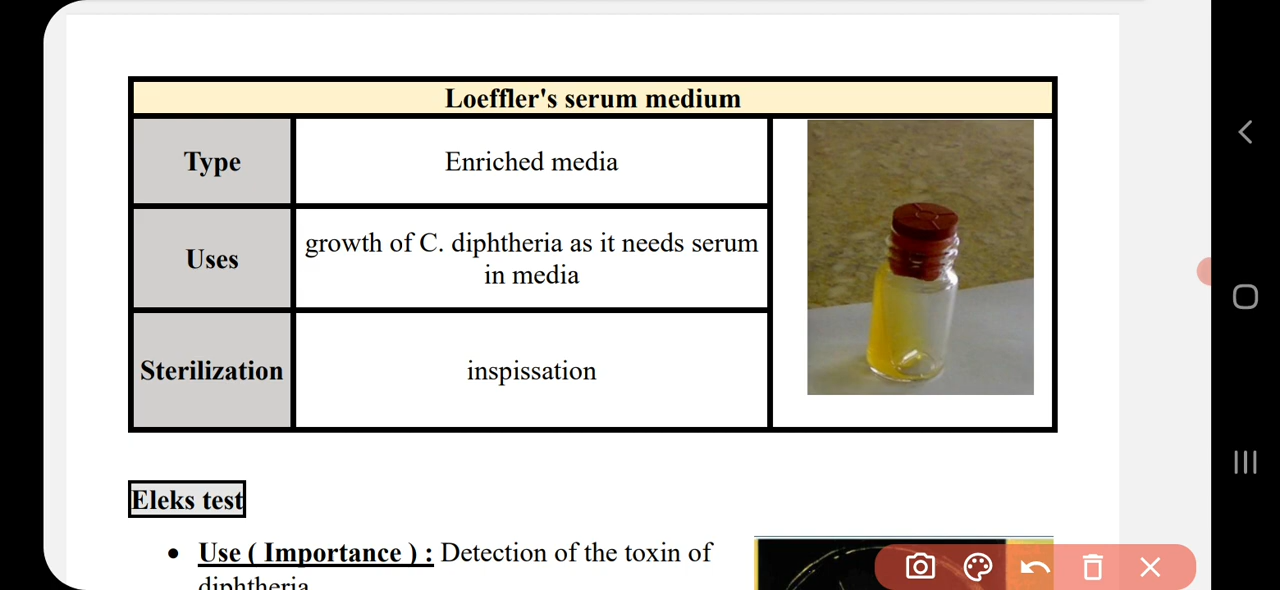 Loeffler's serum medium
Type
Enriched media
Uses
growth of C. diphtheria as it needs serum
in media
Sterilization
inspissation
Eleks test
• Use ( Importance ) : Detection of the toxin of
diphtheria